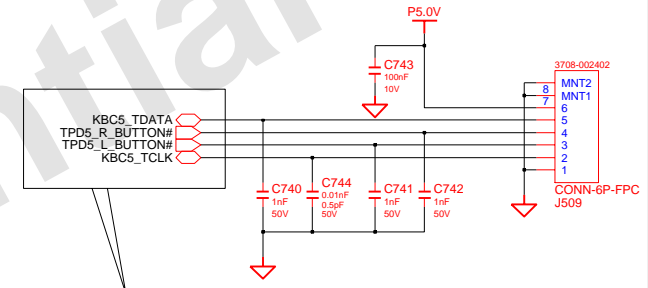 P5.0V
C743
100nF
10V
3708-002402
MNT2
8
MNT1
7
6
KBC5_TDATA
5
TPD5_R_BUTTON#
4
TPD5_L_BUTTON#
3
KBC5_TCLK
2
1
C740
1nF
50V
C744
0.01nF
0.5pF
50V
C741
1nF
50V
C742
1nF
50V
CONN-6P-FPC
J509
ntial